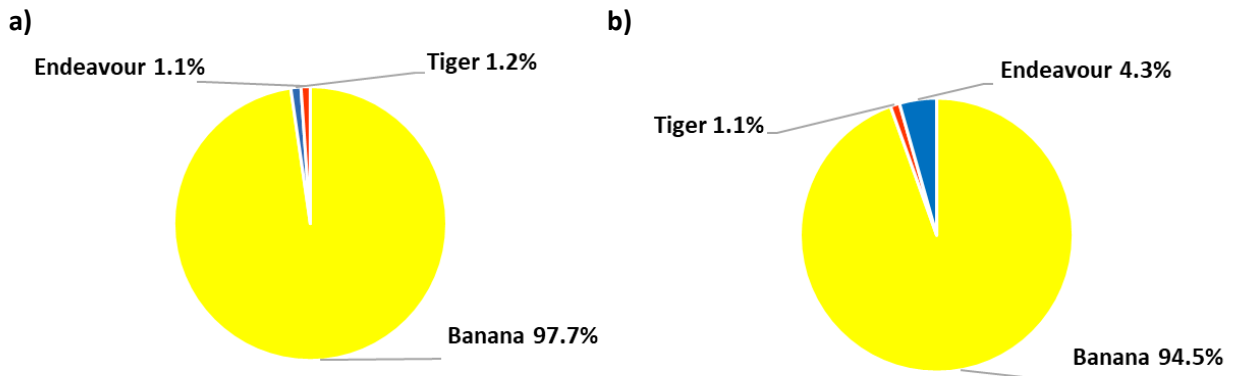 a)
Endeavour 1.1%
Tiger 1.2%
Banana 97.7%
b)
Endeavour 4.3%
Tiger 1.1%
Banana 94.5%